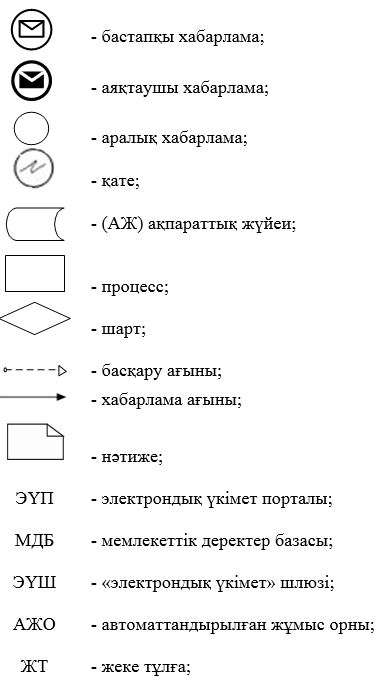 - бастапқы хабарлама;
- аяқтаушы хабарлама;
- аралық хабарлама;
- қате;
- (АЖ) ақпараттық жүйеи;
- процесс;
- шарт;
- басқару ағыны;
- хабарлама ағыны;
- нәтиже;
ЭҮП - электрондық үкімет порталы;
МДБ - мемлекеттік деректер базасы;
ЭҮШ - «электрондық үкімет» шлюзі;
АЖО - автоматтандырылған жұмыс орны;
ЖТ - жеке тұлға;